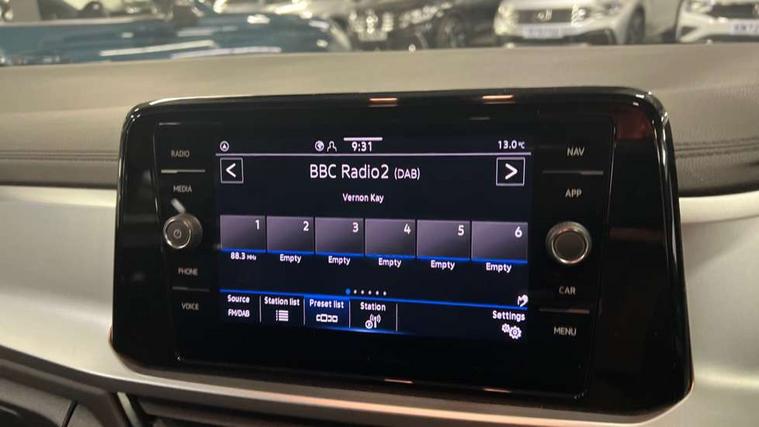 RADIO
MEDIA
PHONE
VOICE
9:31
13.0°C
BBC Radio2 (DAB)
Vernon Kay
1 2 3 4 5 6
88.3 MHz Empty Empty Empty Empty Empty
Source Station list Preset list Station Settings
FM/DAB
NAV
APP
CAR
MENU